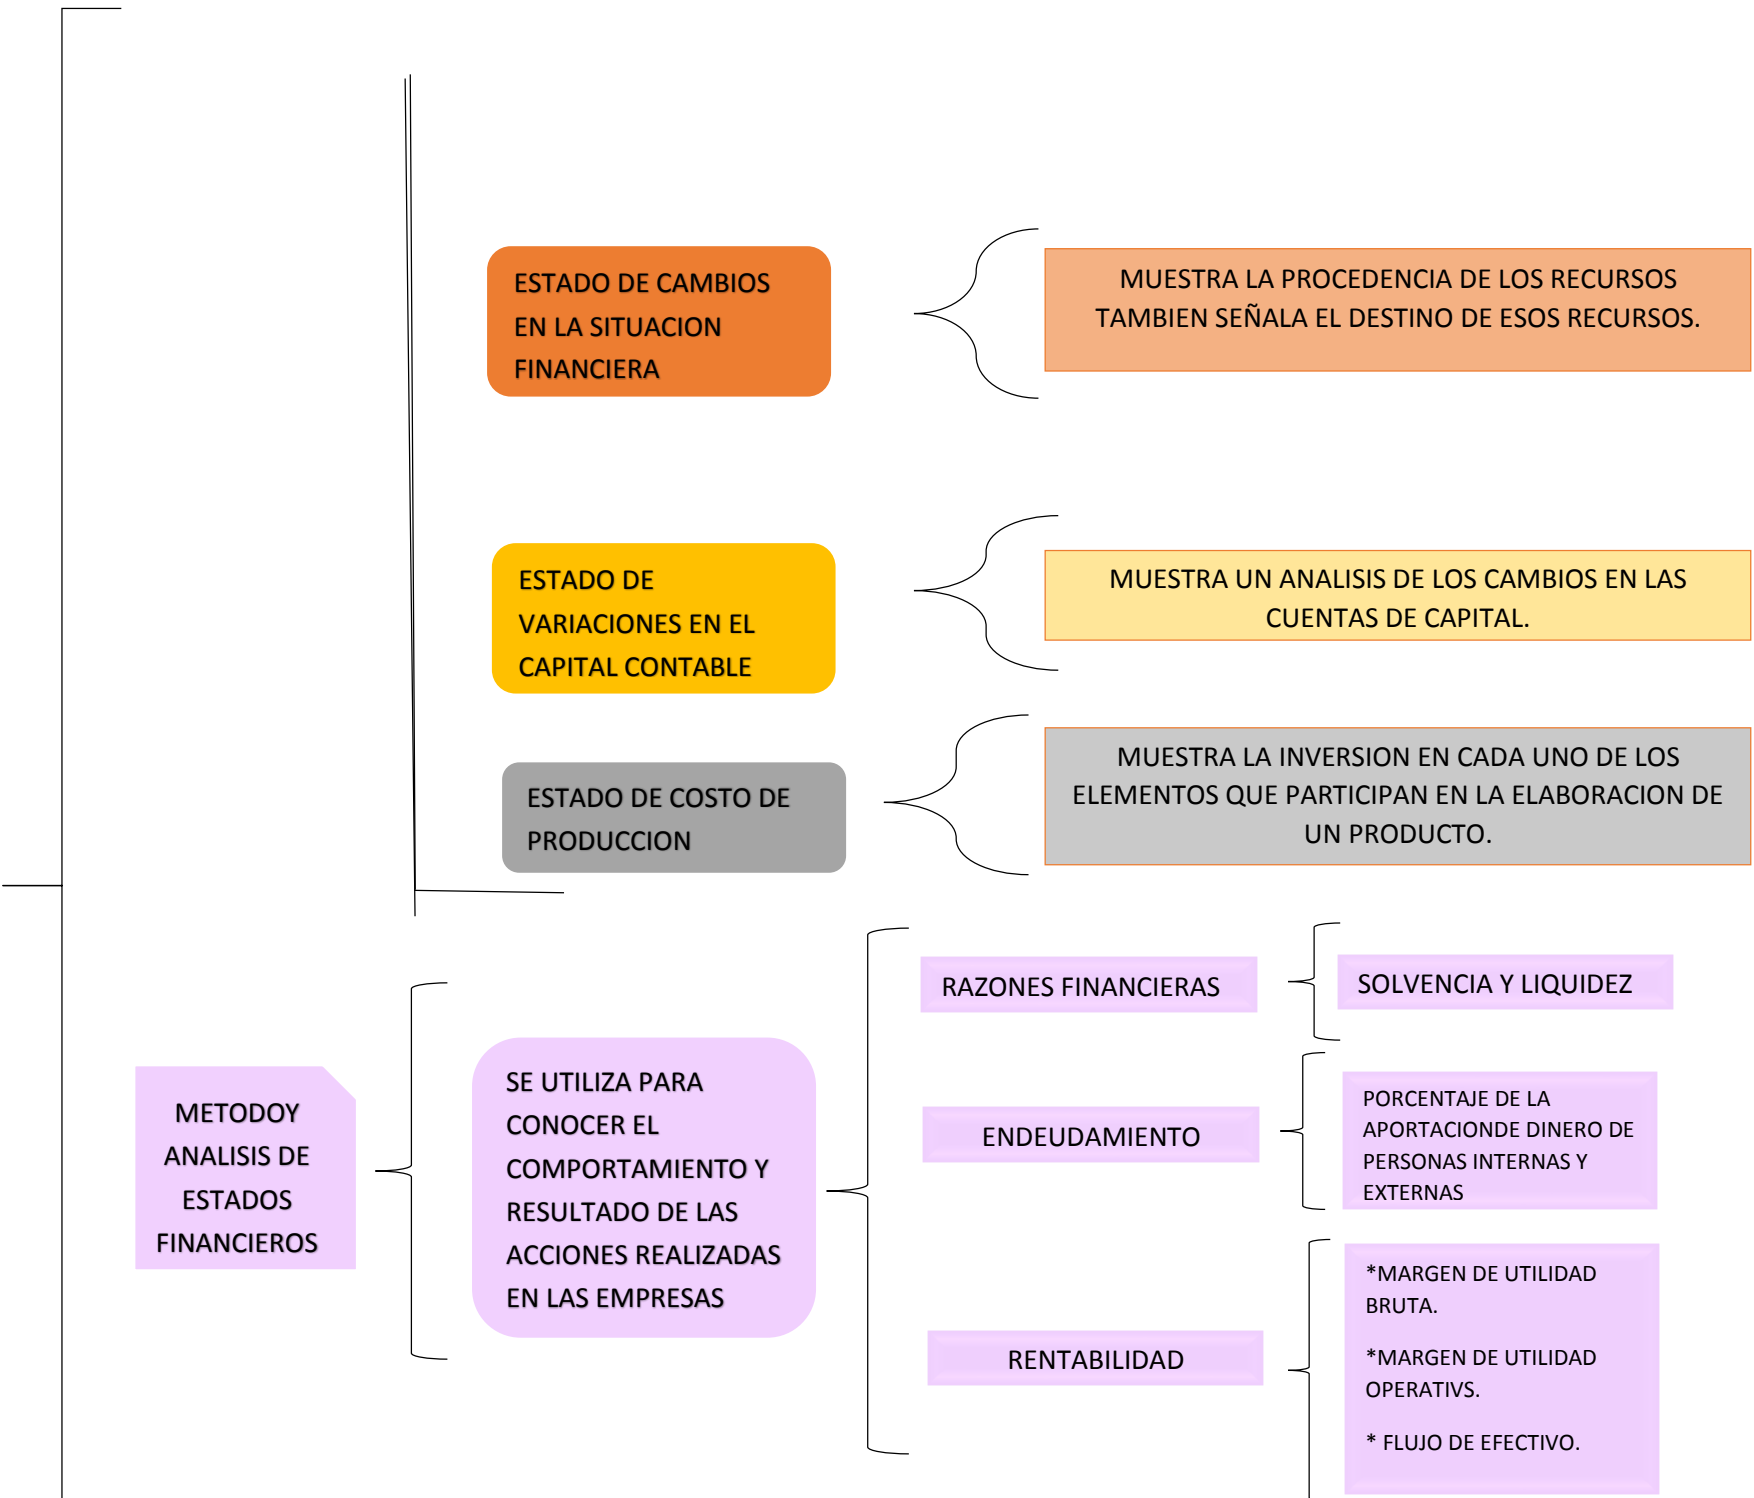 ESTADO DE CAMBIOS
EN LA SITUACION
FINANCIERA
MUESTRA LA PROCEDENCIA DE LOS RECURSOS
TAMBIEN SEÑALA EL DESTINO DE ESOS RECURSOS.
ESTADO DE
VARIACIONES EN EL
CAPITAL CONTABLE
MUESTRA UN ANALISIS DE LOS CAMBIOS EN LAS
CUENTAS DE CAPITAL.
ESTADO DE COSTO DE
PRODUCCION
MUESTRA LA INVERSION EN CADA UNO DE LOS
ELEMENTOS QUE PARTICIPAN EN LA ELABORACION DE
UN PRODUCTO.
METODOY
ANALISIS DE
ESTADOS
FINANCIEROS
SE UTILIZA PARA
CONOCER EL
COMPORTAMIENTO Y
RESULTADO DE LAS
ACCIONES REALIZADAS
EN LAS EMPRESAS
RAZONES FINANCIERAS
SOLVENCIA Y LIQUIDEZ
ENDEUDAMIENTO
PORCENTAJE DE LA
APORTACIONDE DINERO DE
PERSONAS INTERNAS Y
EXTERNAS
RENTABILIDAD
*MARGEN DE UTILIDAD
BRUTA.
*MARGEN DE UTILIDAD
OPERATIVS.
* FLUJO DE EFECTIVO.